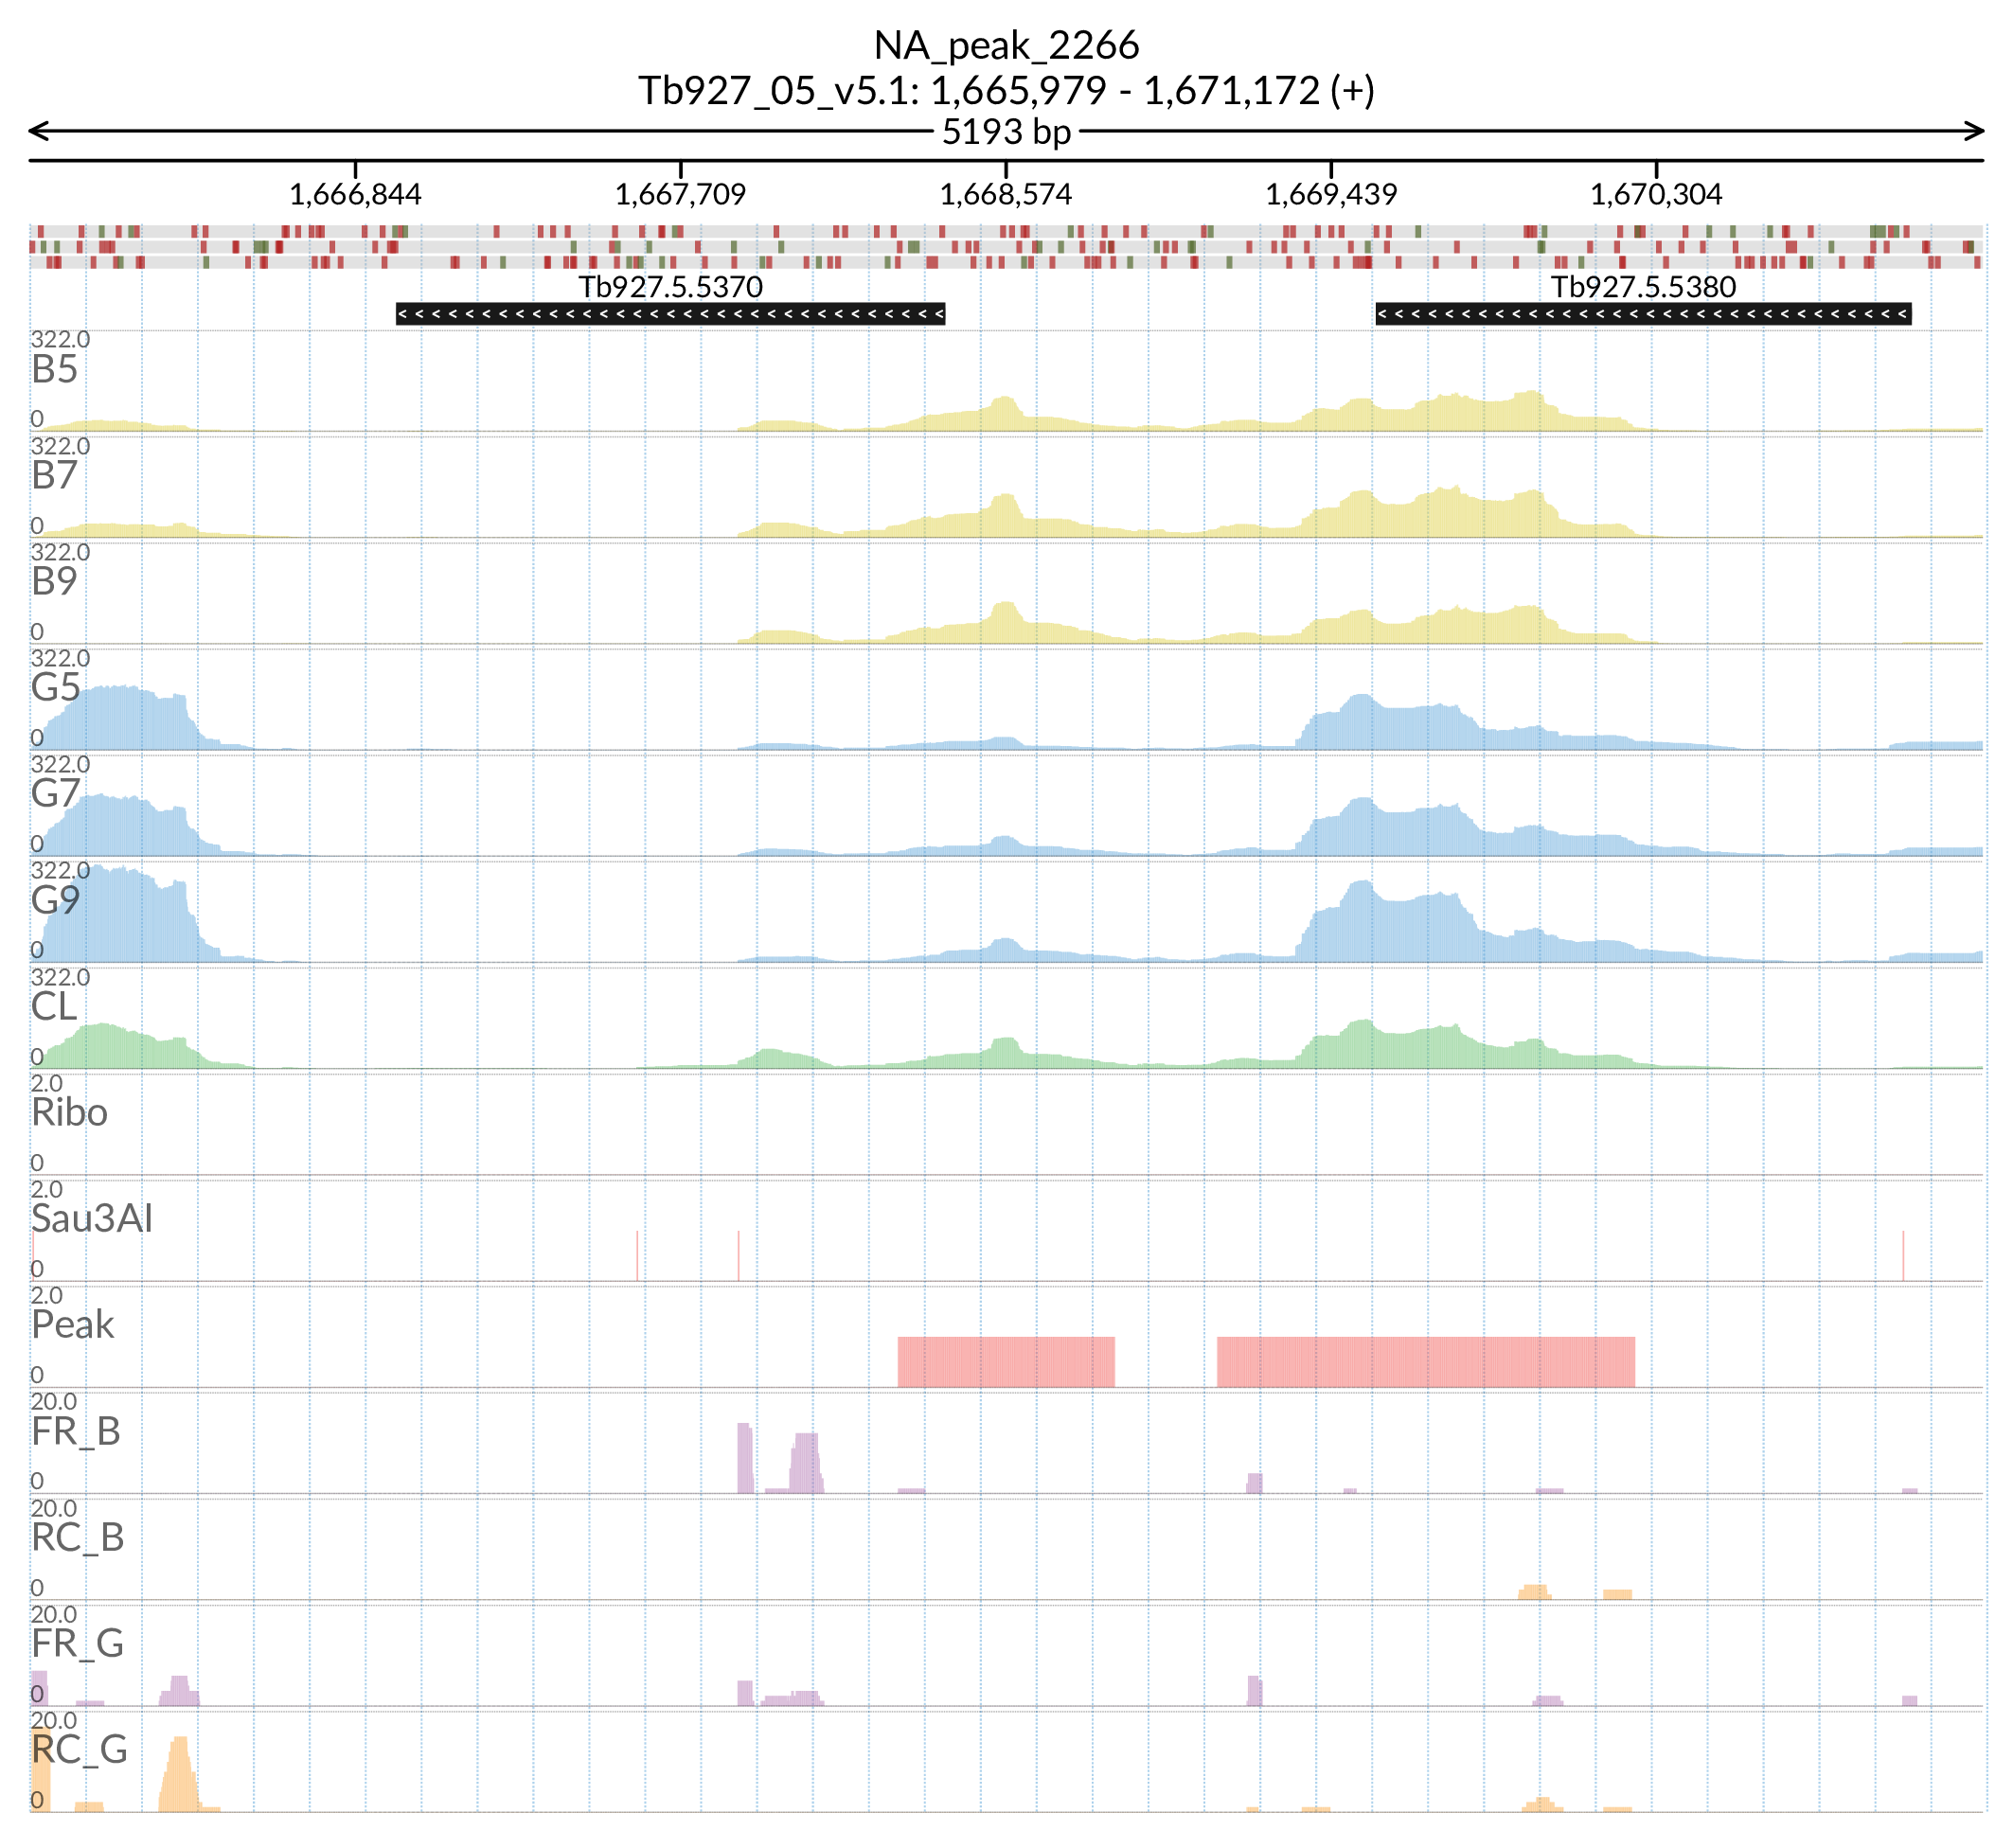 NA_peak_2266
Tb927_05_v5.1: 1,665,979 - 1,671,172 (+)
5193 bp
1,666,844 1,667,709 1,668,574 1,669,439 1,670,304
Tb927.5.5370 Tb927.5.5380
322.0
B5
0
322.0
B7
0
322.0
B9
0
322.0
G5
0
322.0
G7
0
322.0
G9
0
322.0
CL
0
2.0
Ribo
0
2.0
Sau3AI
0
2.0
Peak
0
20.0
FR_B
0
20.0
RC_B
0
20.0
FR_G
0
20.0
RC_G
0